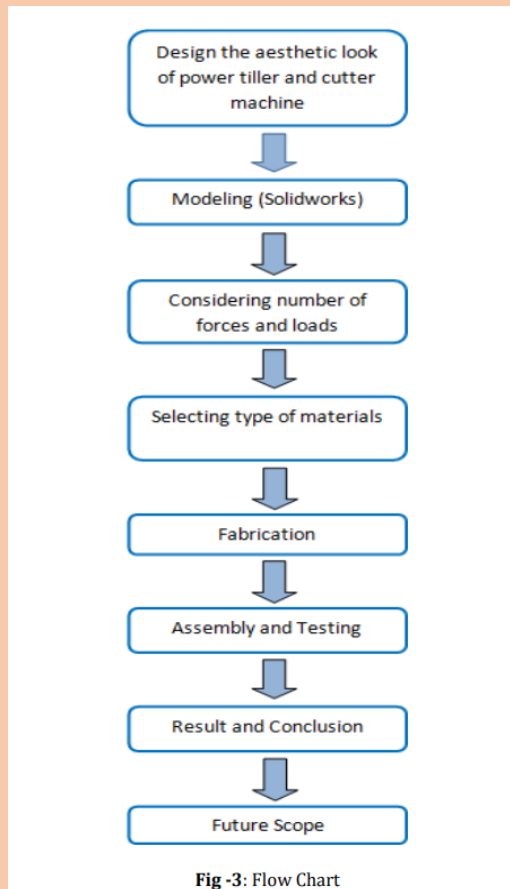 Design the aesthetic look
of power tiller and cutter
machine
Modeling (Solidworks)
Considering number of
forces and loads
Selecting type of materials
Fabrication
Assembly and Testing
Result and Conclusion
Future Scope
Fig -3: Flow Chart